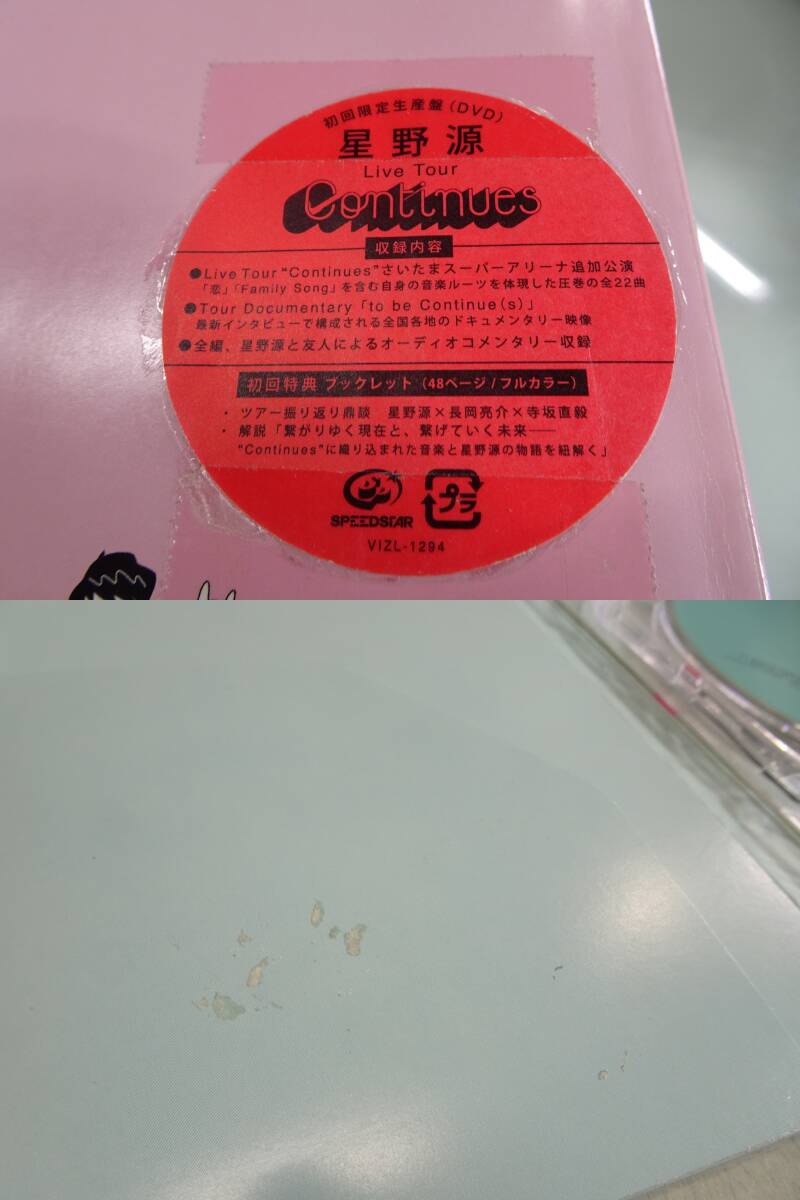 初回限定生産盤(DVD)
星野源
Live Tour
Continues
収録内容
●Live Tour “Continues”さいたまスーパーアリーナ追加公演
「恋」「Family Song」を含む自身の音楽ルーツを体現した圧巻の全22曲
●Tour Documentary「to be Continue(s)」
最新インタビューで構成される全国各地のドキュメンタリー映像
●全編、星野源と友人によるオーディオコメンタリー収録
初回特典 ブックレット(48ページ/フルカラー)
・ ツアー振り返り鼎談 星野源×長岡亮介×寺坂直毅
・ 解説「繋がりゆく現在と、繋げていく未来──
“Continues”に織り込まれた音楽と星野源の物語を紐解く」
SPEEDSTAR
プラ
VIZL-1294